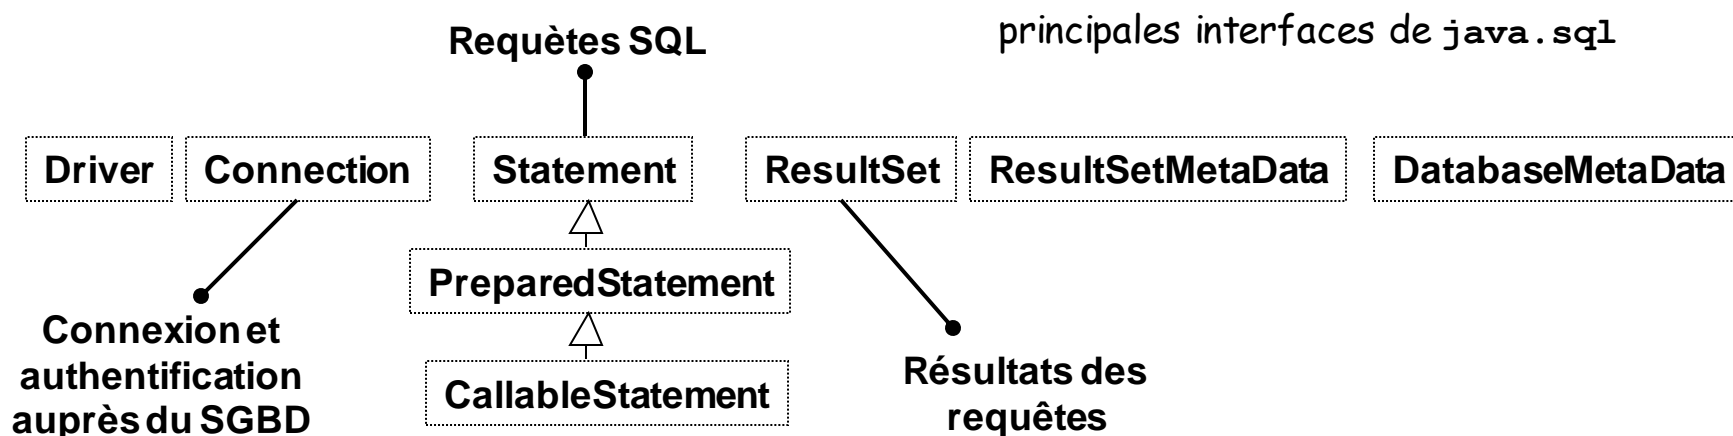 principales interfaces de java.sql
Requètes SQL
Driver
Connection
Statement
ResultSet
ResultSetMetaData
DatabaseMetaData
PreparedStatement
CallableStatement
Connexion et
authentification
auprès du SGBD
Résultats des
requêtes